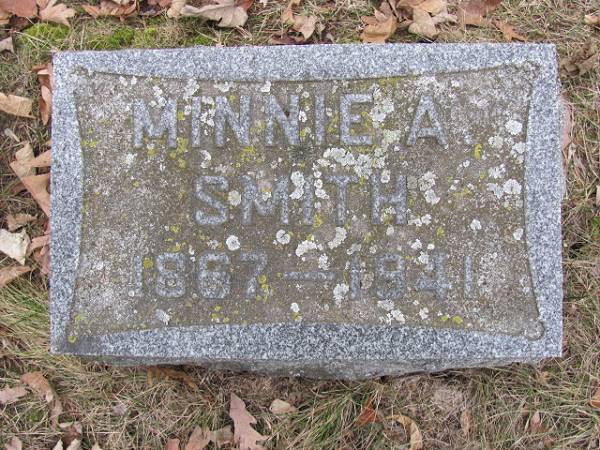 MINNIE A.
SMITH
1867 — 1941